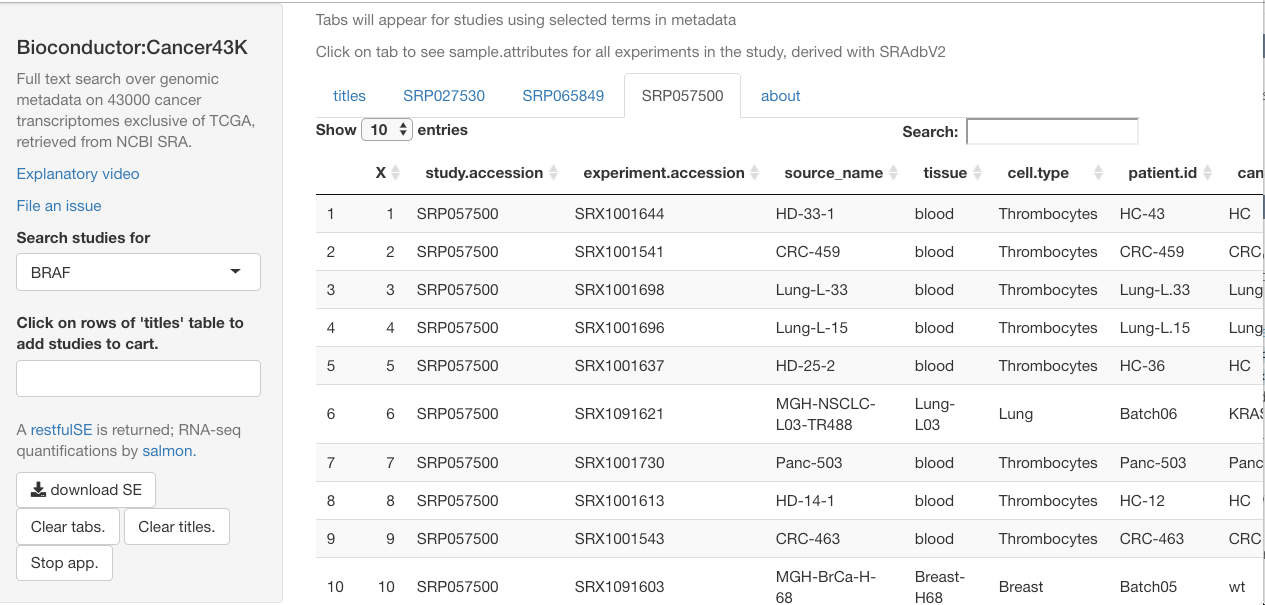 Bioconductor:Cancer43K
Full text search over genomic
metadata on 43000 cancer
transcriptomes exclusive of TCGA,
retrieved from NCBI SRA.
Explanatory video
File an issue
Search studies for
BRAF
Click on rows of 'titles' table to
add studies to cart.
A restfulSE is returned; RNA-seq
quantifications by salmon.
download SE
Clear tabs. Clear titles.
Stop app.
Tabs will appear for studies using selected terms in metadata
Click on tab to see sample.attributes for all experiments in the study, derived with SRAdbV2
titles SRP027530 SRP065849 SRP057500 about
Show 10 entries Search:
X study.accession experiment.accession source_name tissue cell.type patient.id can
1 1 SRP057500 SRX1001644 HD-33-1 blood Thrombocytes HC-43 HC
2 2 SRP057500 SRX1001541 CRC-459 blood Thrombocytes CRC-459 CRC
3 3 SRP057500 SRX1001698 Lung-L-33 blood Thrombocytes Lung-L.33 Lung
4 4 SRP057500 SRX1001696 Lung-L-15 blood Thrombocytes Lung-L.15 Lung
5 5 SRP057500 SRX1001637 HD-25-2 blood Thrombocytes HC-36 HC
6 6 SRP057500 SRX1091621 MGH-NSCLC- Lung- Lung Batch06 KRAS
L03-TR488 L03
7 7 SRP057500 SRX1001730 Panc-503 blood Thrombocytes Panc-503 Panc
8 8 SRP057500 SRX1001613 HD-14-1 blood Thrombocytes HC-12 HC
9 9 SRP057500 SRX1001543 CRC-463 blood Thrombocytes CRC-463 CRC
10 10 SRP057500 SRX1091603 MGH-BrCa-H- Breast- Breast Batch05 wt
68 H68